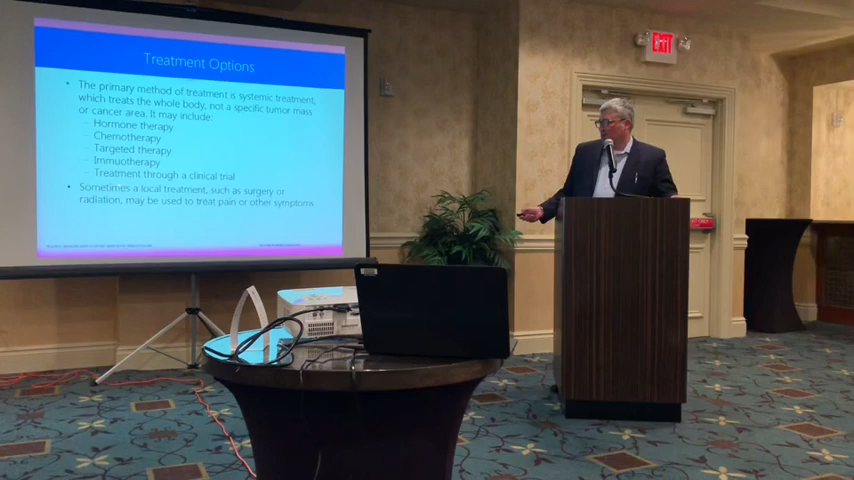 Treatment Options
• The primary method of treatment is systemic treatment,
which treats the whole body, not a specific tumor mass
or cancer area. It may include:
– Hormone therapy
– Chemotherapy
– Targeted therapy
– Immuotherapy
– Treatment through a clinical trial
• Sometimes a local treatment, such as surgery or
radiation, may be used to treat pain or other symptoms
EXIT